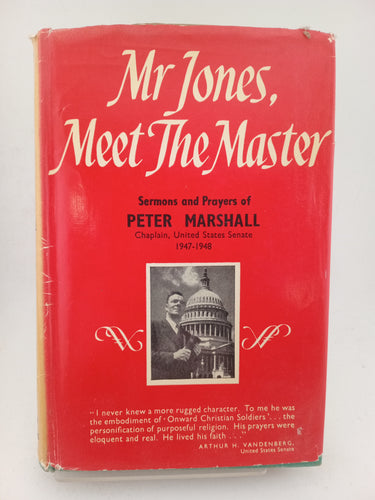 Mr Jones,
Meet The Master
Sermons and Prayers of
PETER MARSHALL
Chaplain, United States Senate
1947-1948
"I never knew a more rugged character. To me he was
the embodiment of 'Onward Christian Soldiers' . . . the
personification of purposeful religion. His prayers were
eloquent and real. He lived his faith . . ."
ARTHUR H. VANDENBERG,
United States Senate